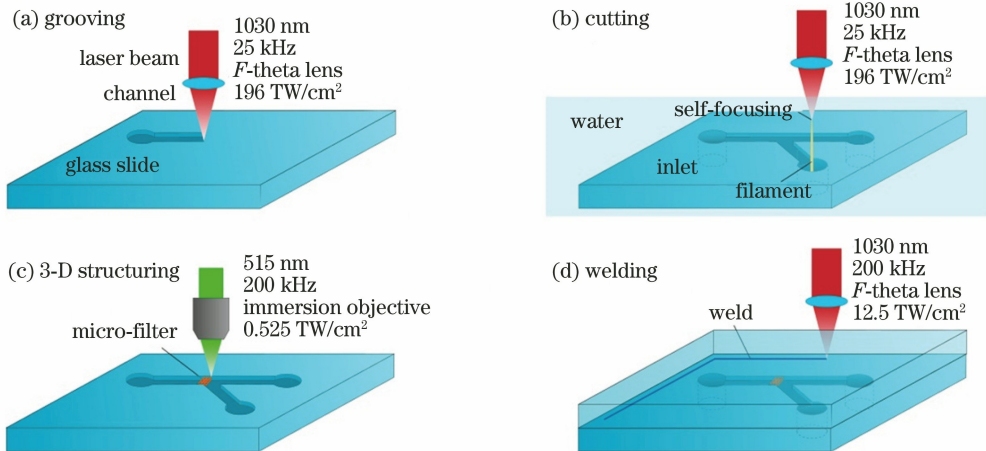 (a) grooving
laser beam
channel
1030 nm
25 kHz
F-theta lens
196 TW/cm²
glass slide
(b) cutting
1030 nm
25 kHz
F-theta lens
196 TW/cm²
water
self-focusing
inlet
filament
(c) 3-D structuring
515 nm
200 kHz
immersion objective
0.525 TW/cm²
micro-filter
(d) welding
1030 nm
200 kHz
F-theta lens
12.5 TW/cm²
weld